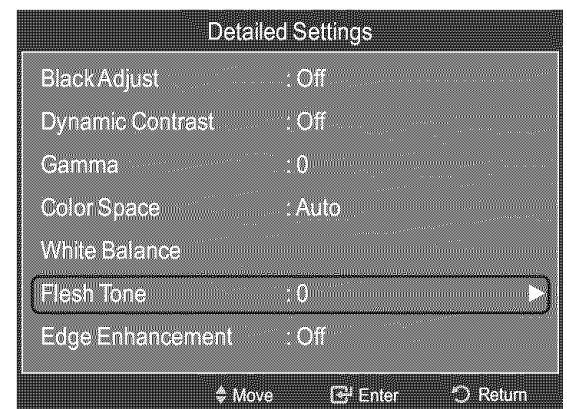 Detailed Settings
Black Adjust : Off
Dynamic Contrast : Off
Gamma : 0
Color Space : Auto
White Balance
Flesh Tone : 0
Edge Enhancement : Off
Move Enter Return